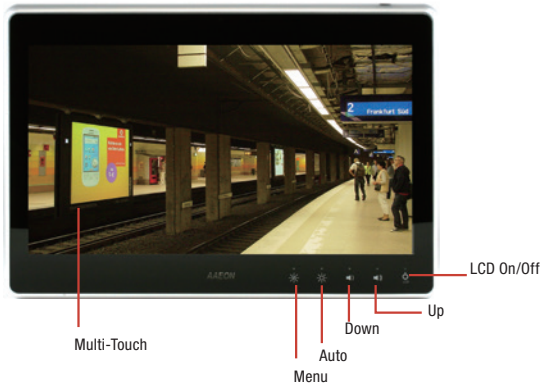 2
Frankfurt Süd
AAEON
LCD On/Off
Up
Down
Multi-Touch
Auto
Menu